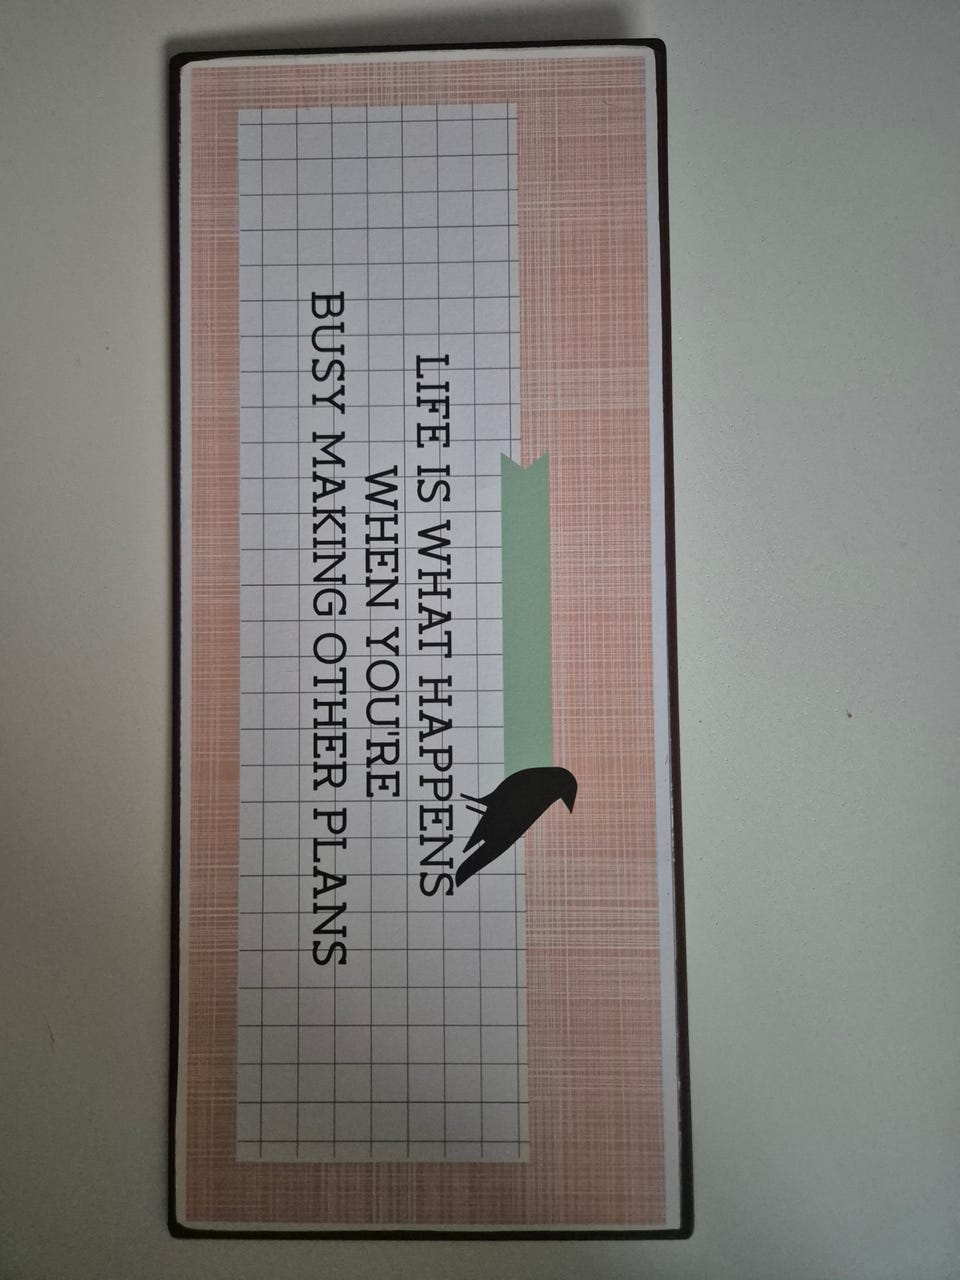 LIFE IS WHAT HAPPENS
WHEN YOU'RE
BUSY MAKING OTHER PLANS